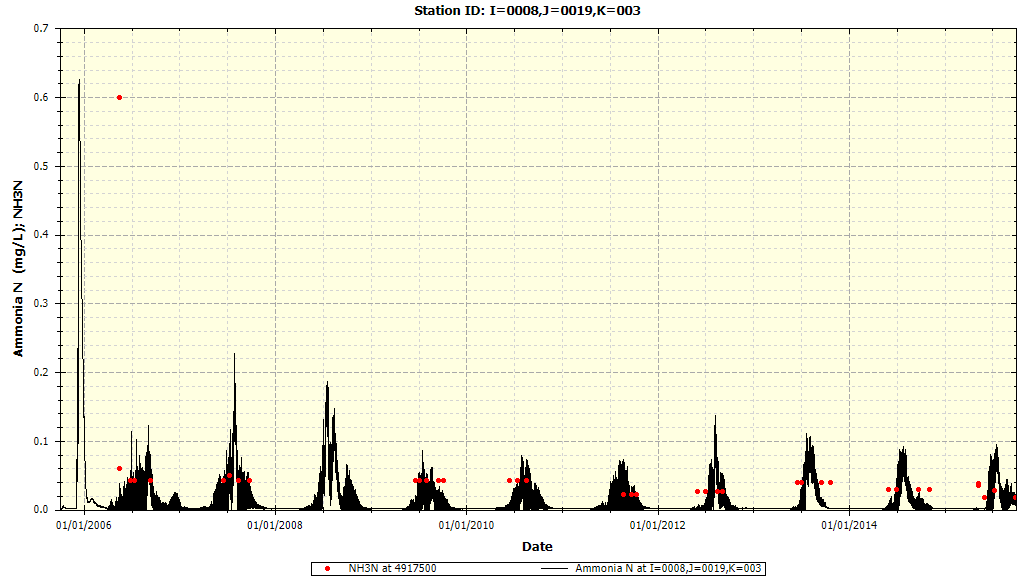 Station ID: I=0008,J=0019,K=003
0.7
0.6
0.5
0.4
0.3
0.2
0.1
0.0
Ammonia N (mg/L); NH3N
01/01/2006 01/01/2008 01/01/2010 01/01/2012 01/01/2014
Date
NH3N at 4917500 Ammonia N at I=0008,J=0019,K=003